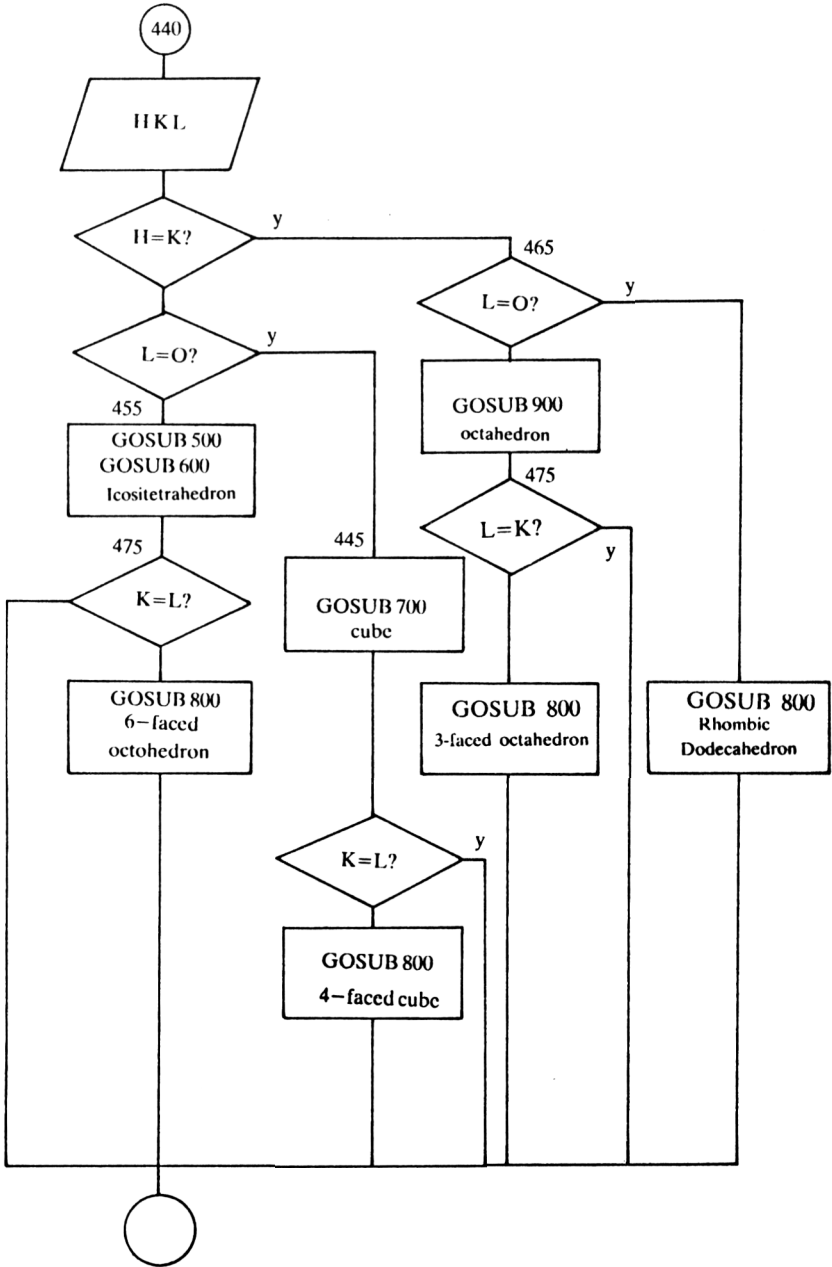 440
HKL
H=K?
y
465
L=O?
y
L=O?
y
GOSUB 900
octahedron
455
GOSUB 500
GOSUB 600
Icositetrahedron
475
L=K?
y
475
K=L?
445
GOSUB 700
cube
GOSUB 800
6-faced
octohedron
GOSUB 800
3-faced octahedron
GOSUB 800
Rhombic
Dodecahedron
K=L?
y
GOSUB 800
4-faced cube